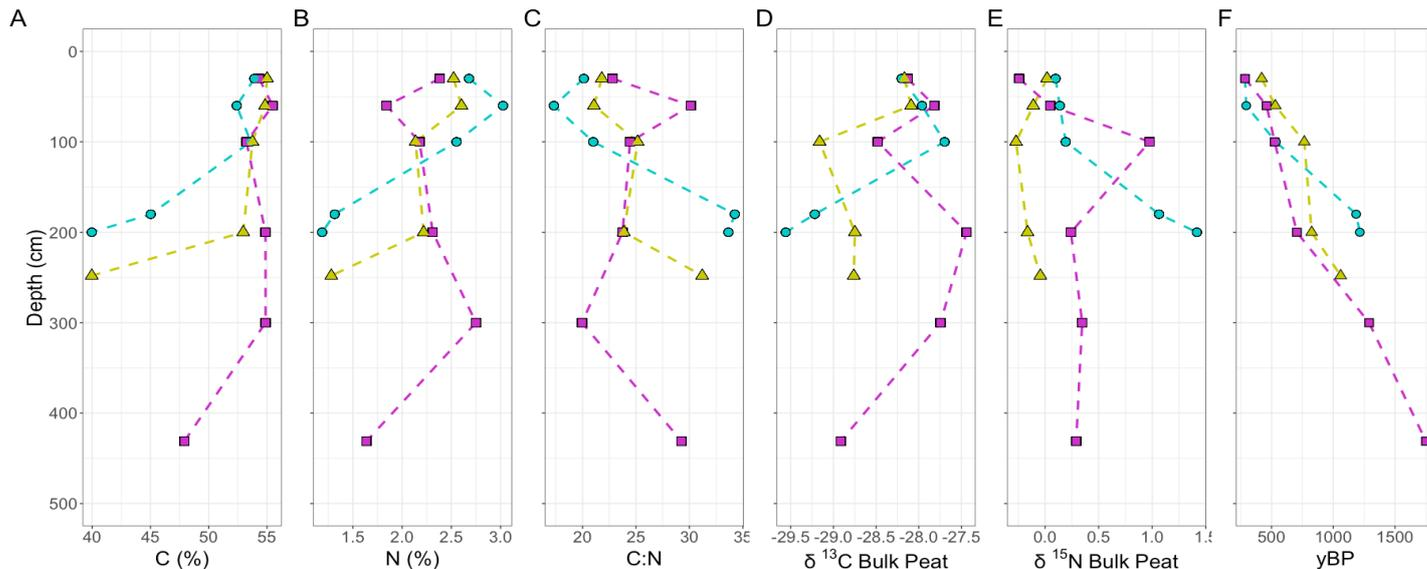 A B C D E F
0
100
200
300
400
500
Depth (cm)
40 45 50 55
C (%)
1.5 2.0 2.5 3.0
N (%)
20 25 30 35
C:N
-29.5 -29.0 -28.5 -28.0 -27.5
δ ¹³C Bulk Peat
0.0 0.5 1.0
δ ¹⁵N Bulk Peat
500 1000 1500
yBP